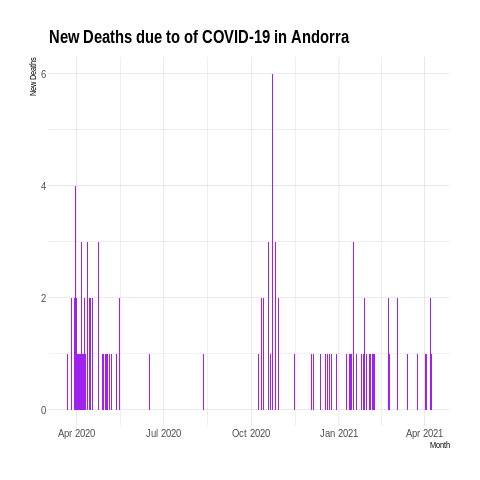 New Deaths due to of COVID-19 in Andorra
New Deaths
6
4
2
0
Apr 2020 Jul 2020 Oct 2020 Jan 2021 Apr 2021
Month